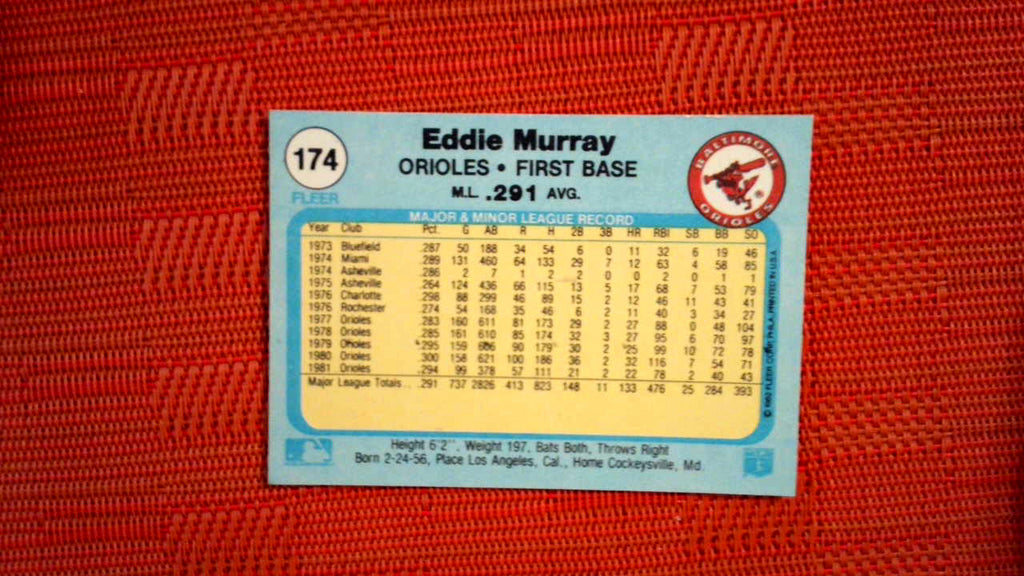 174
FLEER
Eddie Murray
ORIOLES • FIRST BASE
M.L. .291 AVG.
BALTIMORE
ORIOLES
MAJOR & MINOR LEAGUE RECORD
Year Club Pct. G AB R H 2B 3B HR RBI SB BB SO
1973 Bluefield .287 50 188 34 54 6 0 11 32 6 19 46
1974 Miami .289 131 460 64 133 29 7 12 63 4 58 85
1974 Asheville .286 2 7 1 2 2 0 0 2 0 1 1
1975 Asheville .264 124 436 66 115 13 5 17 68 7 53 79
1976 Charlotte .298 88 299 46 89 15 2 12 46 11 43 41
1976 Rochester .274 54 168 35 46 6 2 11 40 3 34 27
1977 Orioles .283 160 611 81 173 29 2 27 88 0 48 104
1978 Orioles .285 161 610 85 174 32 3 27 95 6 70 97
1979 Orioles .295 159 606 90 179 30 2 25 99 10 72 78
1980 Orioles .300 158 621 100 186 36 2 32 116 7 54 71
1981 Orioles .294 99 378 57 111 21 2 22 78 2 40 43
Major League Totals .291 737 2826 413 823 148 11 133 476 25 284 393
© 1982 FLEER CORP. PHILA. PRINTED IN U.S.A.
Height 6'2", Weight 197, Bats Both, Throws Right
Born 2-24-56, Place Los Angeles, Cal., Home Cockeysville, Md.